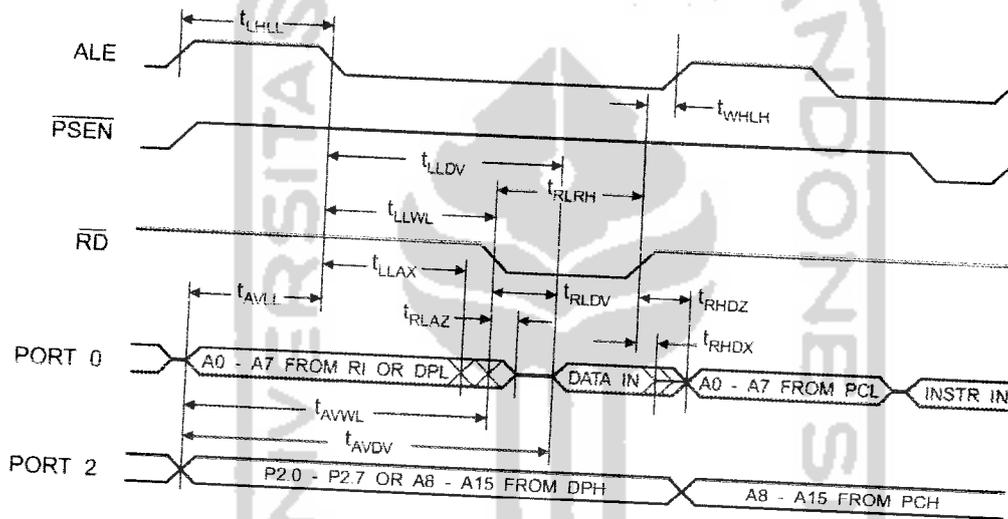 tLHLL
ALE
tWHLH
PSEN
tLLDV
tRLRH
tLLWL
RD
tLLAX
tAVLL
tRLDV
tRHDZ
tRLAZ
tRHDX
PORT 0
A0 - A7 FROM RI OR DPL
DATA IN
A0 - A7 FROM PCL
INSTR IN
tAVWL
tAVDV
PORT 2
P2.0 - P2.7 OR A8 - A15 FROM DPH
A8 - A15 FROM PCH
UNIVERSITAS
INDONESIA